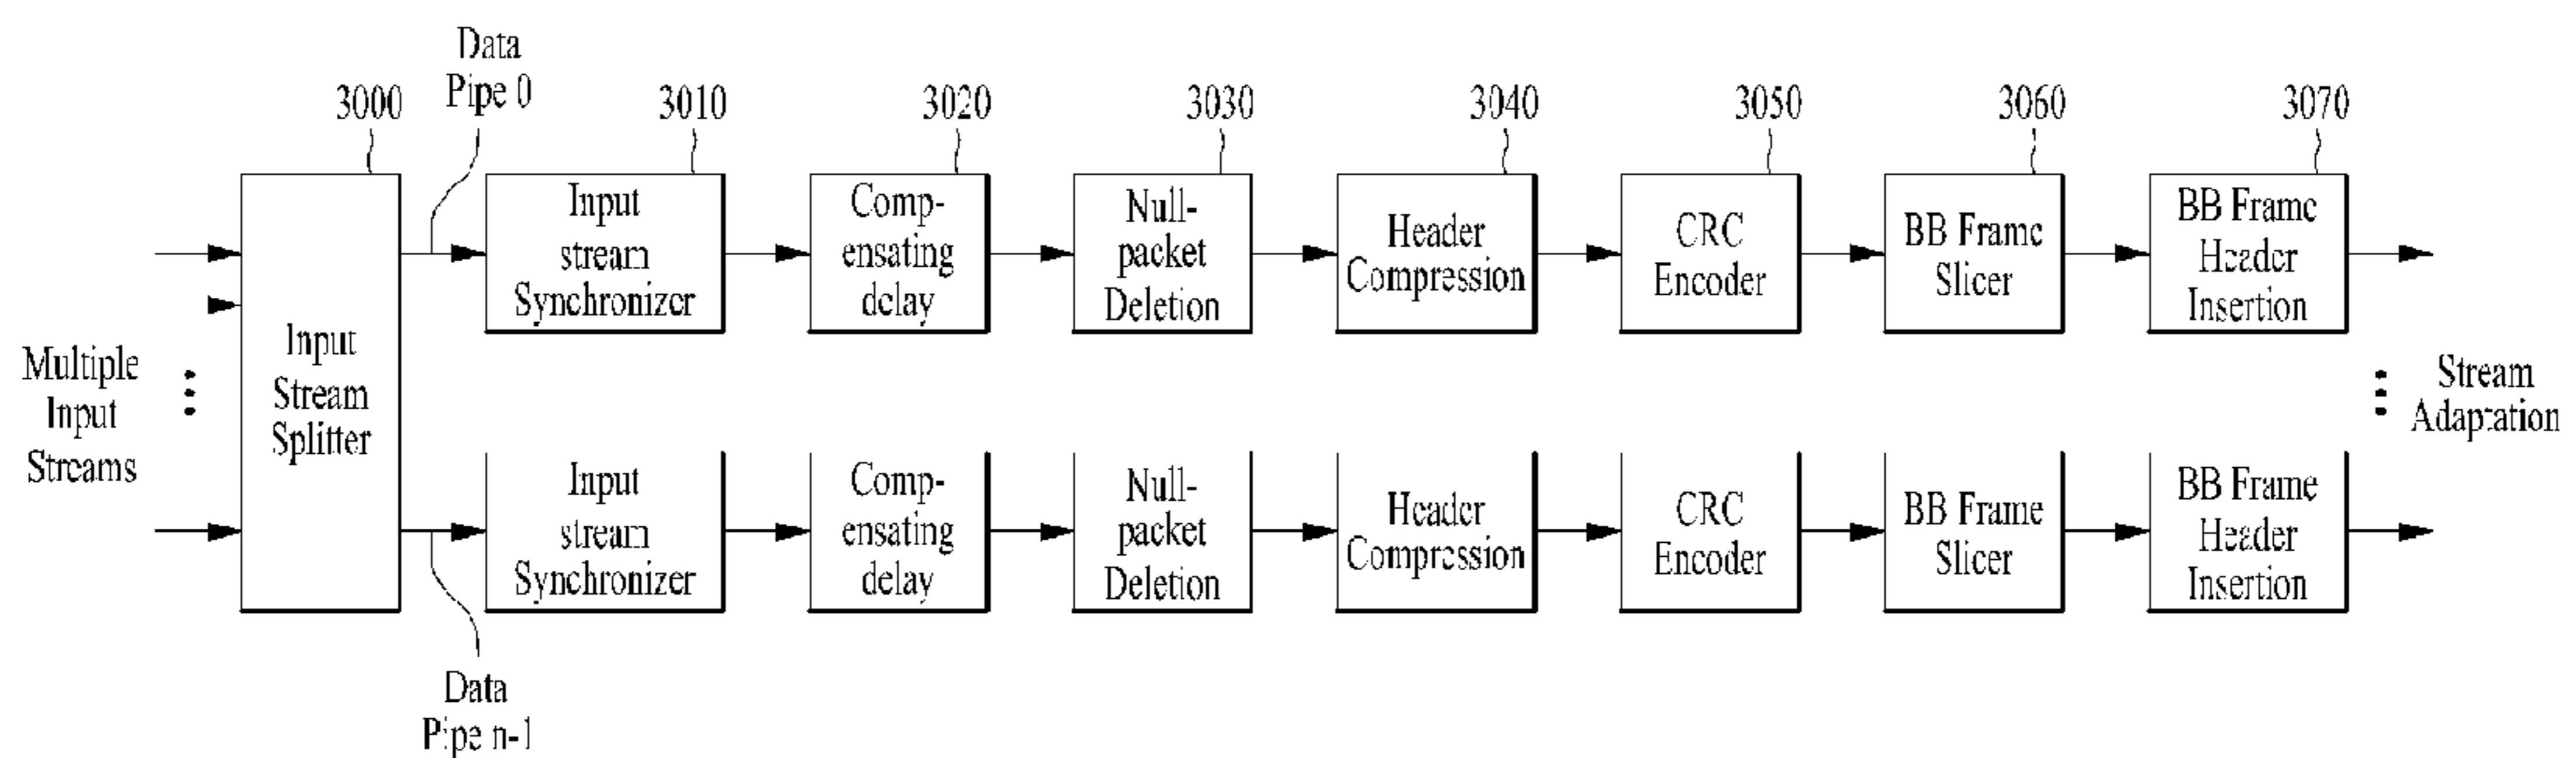 Data
Pipe 0
3000
3010
3020
3030
3040
3050
3060
3070
Multiple
Input
Streams
Input
Stream
Splitter
Input
stream
Synchronizer
Comp-
ensating
delay
Null-
packet
Deletion
Header
Compression
CRC
Encoder
BB Frame
Slicer
BB Frame
Header
Insertion
Stream
Adaptation
Input
stream
Synchronizer
Comp-
ensating
delay
Null-
packet
Deletion
Header
Compression
CRC
Encoder
BB Frame
Slicer
BB Frame
Header
Insertion
Data
Pipe n-1